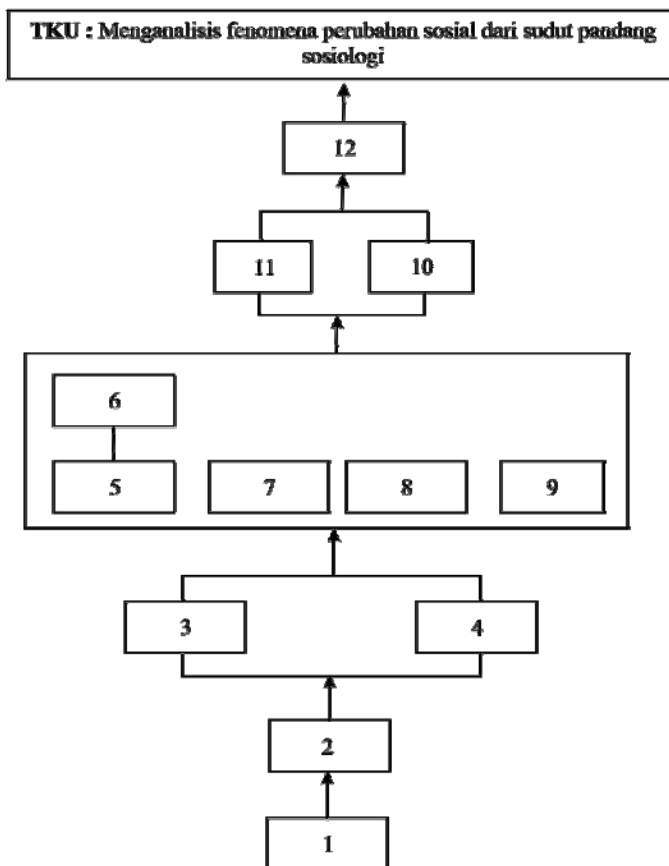 TKU : Menganalisis fenomena perubahan sosial dari sudut pandang
sosiologi
12
11 10
6
5 7 8 9
3 4
2
1